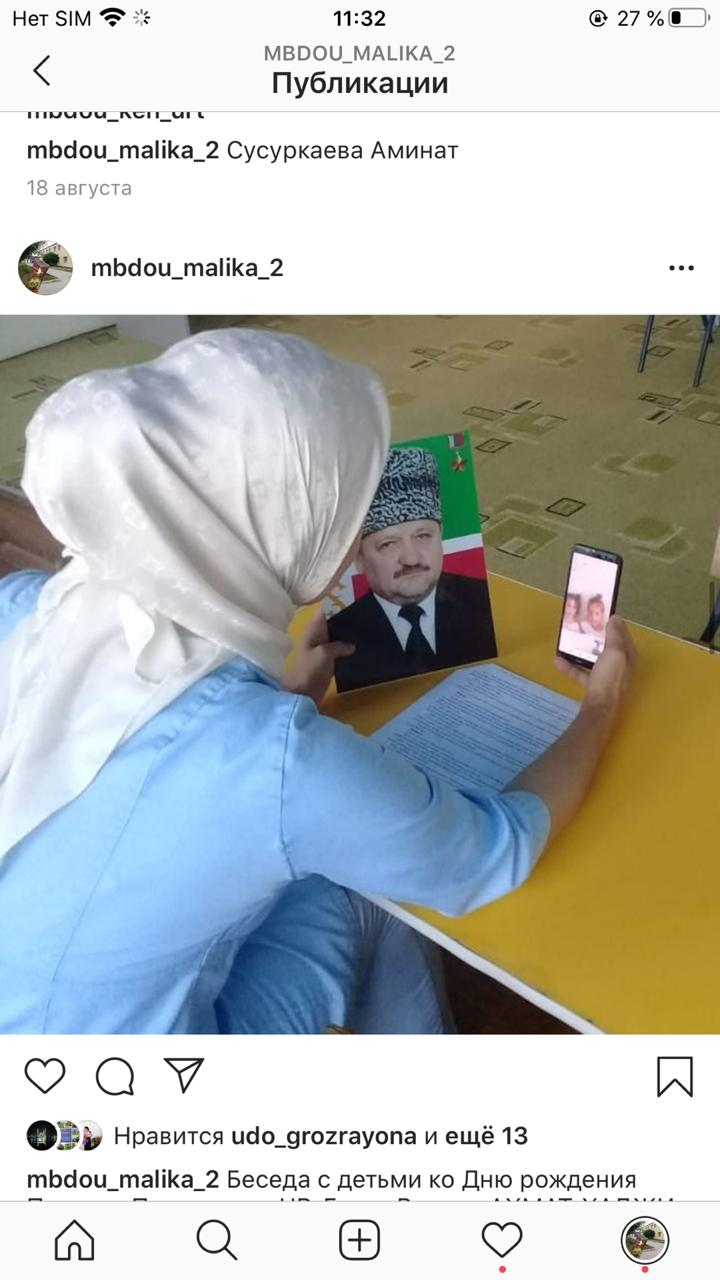 Нет SIM 11:32 27 %
MBDOU_MALIKA_2
Публикации
mbdou_ken_urt
mbdou_malika_2 Сусуркаева Аминат
18 августа
mbdou_malika_2
Нравится udo_grozrayona и ещё 13
mbdou_malika_2 Беседа с детьми ко Дню рождения